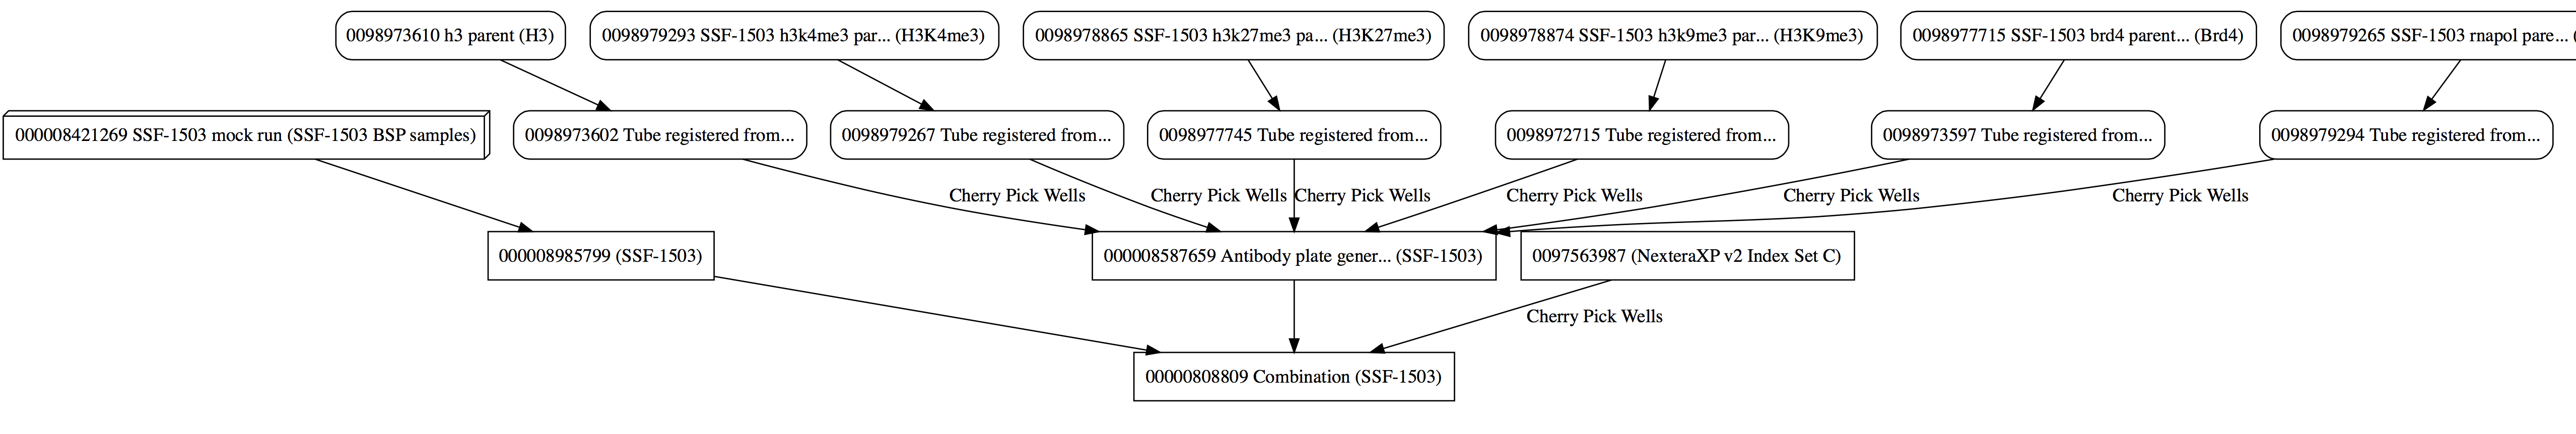 0098973610 h3 parent (H3)
0098979293 SSF-1503 h3k4me3 par... (H3K4me3)
0098978865 SSF-1503 h3k27me3 pa... (H3K27me3)
0098978874 SSF-1503 h3k9me3 par... (H3K9me3)
0098977715 SSF-1503 brd4 parent... (Brd4)
0098979265 SSF-1503 rnapol pare... (
000008421269 SSF-1503 mock run (SSF-1503 BSP samples)
0098973602 Tube registered from...
0098979267 Tube registered from...
0098977745 Tube registered from...
0098972715 Tube registered from...
0098973597 Tube registered from...
0098979294 Tube registered from...
Cherry Pick Wells
Cherry Pick Wells
Cherry Pick Wells
Cherry Pick Wells
Cherry Pick Wells
Cherry Pick Wells
000008985799 (SSF-1503)
000008587659 Antibody plate gener... (SSF-1503)
0097563987 (NexteraXP v2 Index Set C)
Cherry Pick Wells
00000808809 Combination (SSF-1503)